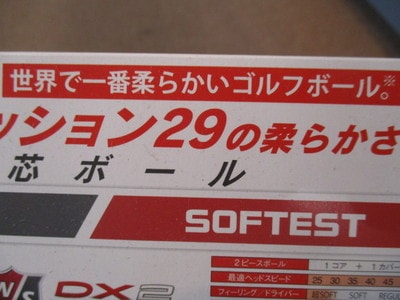 世界で一番柔らかいゴルフボール。※
ッション29の柔らかさ
芯ボール
SOFTEST
2ピースボール 1コア + 1カバー
最適ヘッドスピード 25 30 35 40 45
フィーリング/ドライバー SOFT REGU
W S DX2